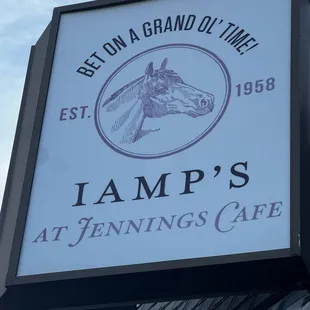 BET ON A GRAND OL' TIME!
EST. 1958
IAMP'S
AT JENNINGS CAFE